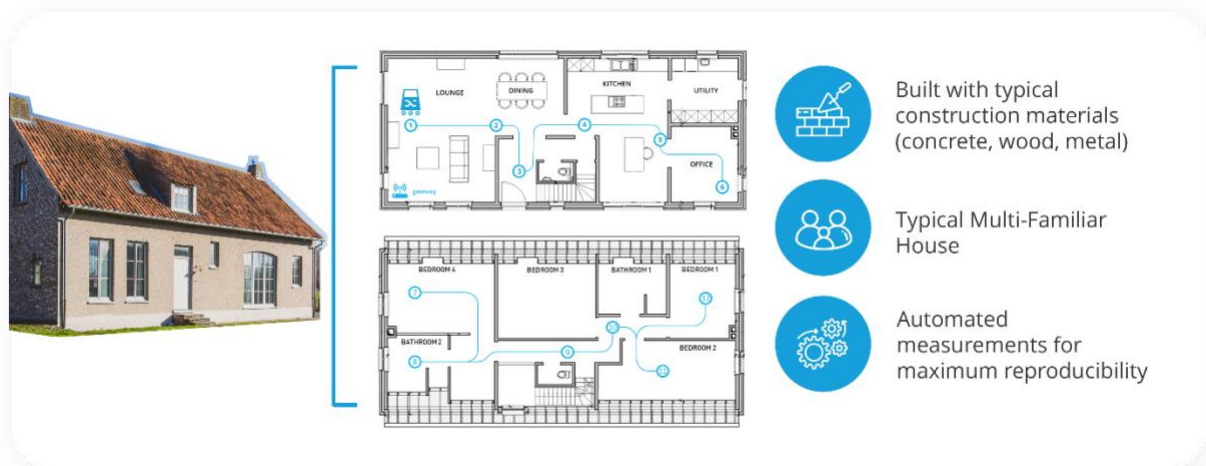 LOUNGE
DINING
KITCHEN
UTILITY
1
2
4
5
3
OFFICE
6
gateway
BEDROOM 4
BEDROOM 3
BATHROOM 1
BEDROOM 1
7
12
10
BATHROOM 2
9
BEDROOM 2
8
11
Built with typical
construction materials
(concrete, wood, metal)
Typical Multi-Familiar
House
Automated
measurements for
maximum reproducibility